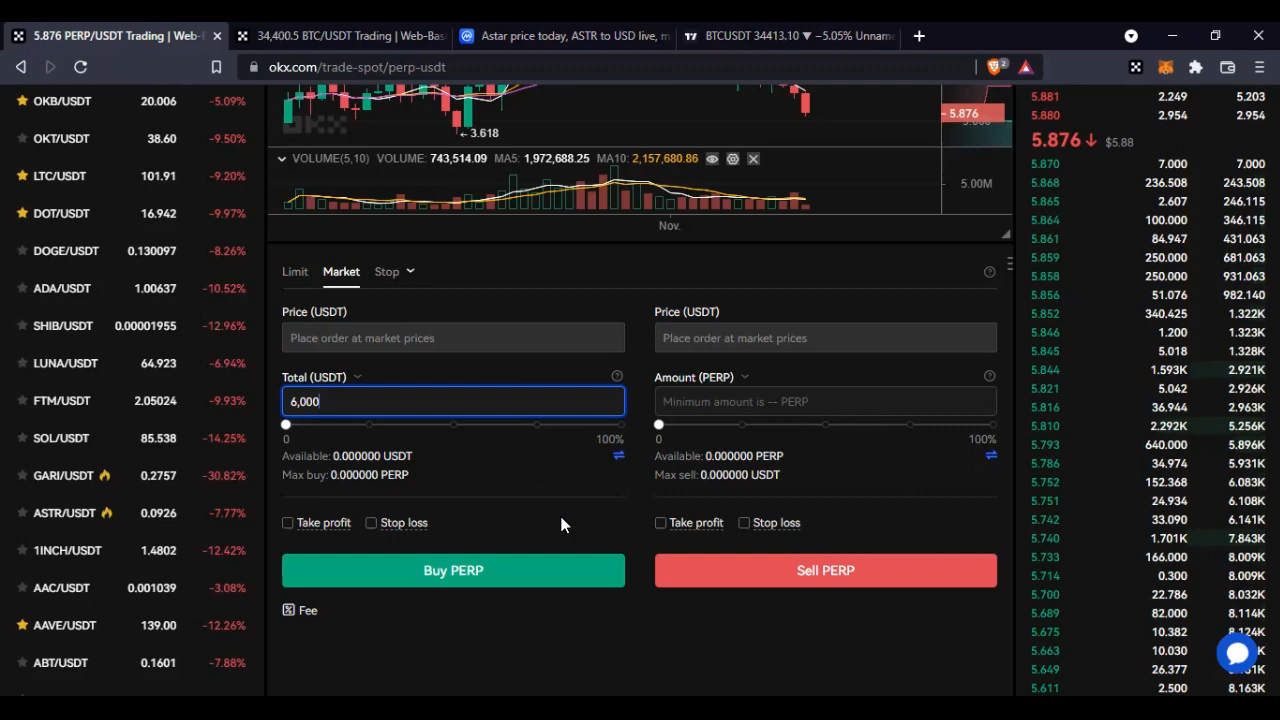 5.876 PERP/USDT Trading | Web-E
34,400.5 BTC/USDT Trading | Web-Bas
Astar price today, ASTR to USD live, m
BTCUSDT 34413.10 ▼ −5.05% Unname
okx.com/trade-spot/perp-usdt
2
OKB/USDT 20.006 -5.09%
OKT/USDT 38.60 -9.50%
LTC/USDT 101.91 -9.20%
DOT/USDT 16.942 -9.97%
DOGE/USDT 0.130097 -8.26%
ADA/USDT 1.00637 -10.52%
SHIB/USDT 0.00001955 -12.96%
LUNA/USDT 64.923 -6.94%
FTM/USDT 2.05024 -9.93%
SOL/USDT 85.538 -14.25%
GARI/USDT 0.2757 -30.82%
ASTR/USDT 0.0926 -7.77%
1INCH/USDT 1.4802 -12.42%
AAC/USDT 0.001039 -3.08%
AAVE/USDT 139.00 -12.26%
ABT/USDT 0.1601 -7.88%
OKX
← 3.618
5.876
VOLUME(5,10) VOLUME: 743,514.09 MA5: 1,972,688.25 MA10: 2,157,680.86
5.00M
Nov.
Limit Market Stop
Price (USDT)
Place order at market prices
Total (USDT)
6,000
0 100%
Available: 0.000000 USDT
Max buy: 0.000000 PERP
Take profit Stop loss
Buy PERP
Fee
Price (USDT)
Place order at market prices
Amount (PERP)
Minimum amount is -- PERP
0 100%
Available: 0.000000 PERP
Max sell: 0.000000 USDT
Take profit Stop loss
Sell PERP
5.881 2.249 5.203
5.880 2.954 2.954
5.876↓ $5.88
5.870 7.000 7.000
5.868 236.508 243.508
5.865 2.607 246.115
5.864 100.000 346.115
5.861 84.947 431.063
5.859 250.000 681.063
5.858 250.000 931.063
5.856 51.076 982.140
5.852 340.425 1.322K
5.846 1.200 1.323K
5.845 5.018 1.328K
5.844 1.593K 2.921K
5.821 5.042 2.926K
5.816 36.944 2.963K
5.810 2.292K 5.256K
5.793 640.000 5.896K
5.786 34.974 5.931K
5.752 152.368 6.083K
5.751 24.934 6.108K
5.742 33.090 6.141K
5.740 1.701K 7.843K
5.733 166.000 8.009K
5.714 0.300 8.009K
5.700 22.786 8.032K
5.689 82.000 8.114K
5.675 10.382 8.124K
5.663 10.030
5.649 26.377
5.611 2.500 8.163K